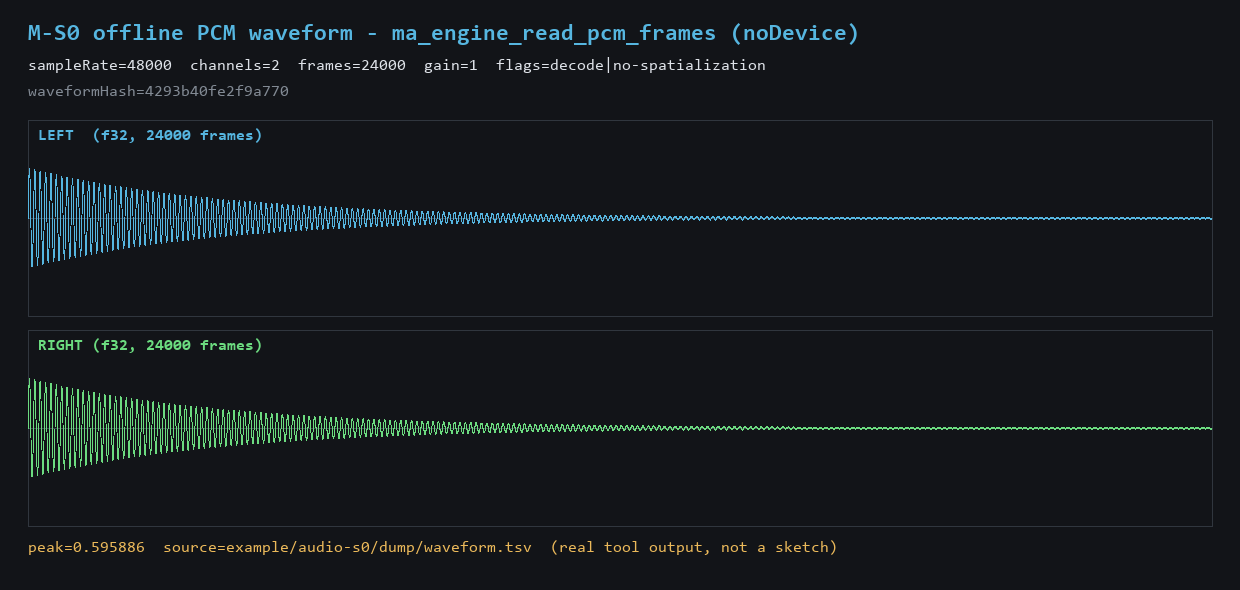 M-S0 offline PCM waveform - ma_engine_read_pcm_frames (noDevice)
sampleRate=48000  channels=2  frames=24000  gain=1  flags=decode|no-spatialization
waveformHash=4293b40fe2f9a770
LEFT  (f32, 24000 frames)
RIGHT (f32, 24000 frames)
peak=0.595886  source=example/audio-s0/dump/waveform.tsv  (real tool output, not a sketch)